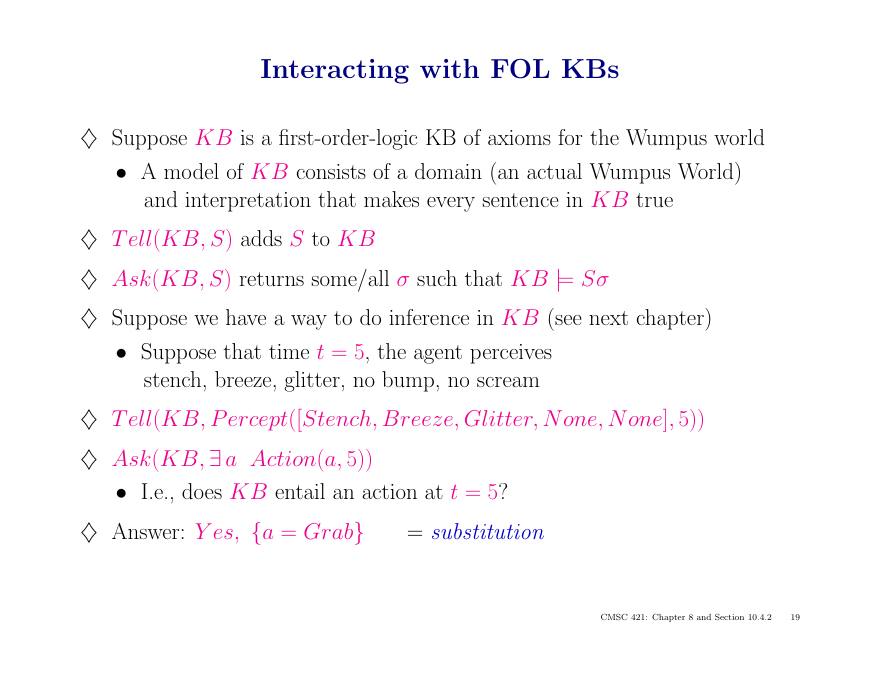 Interacting with FOL KBs
♢ Suppose KB is a first-order-logic KB of axioms for the Wumpus world
• A model of KB consists of a domain (an actual Wumpus World)
and interpretation that makes every sentence in KB true
♢ Tell(KB, S) adds S to KB
♢ Ask(KB, S) returns some/all σ such that KB ⊨ Sσ
♢ Suppose we have a way to do inference in KB (see next chapter)
• Suppose that time t = 5, the agent perceives
stench, breeze, glitter, no bump, no scream
♢ Tell(KB, Percept([Stench, Breeze, Glitter, None, None], 5))
♢ Ask(KB, ∃ a Action(a, 5))
• I.e., does KB entail an action at t = 5?
♢ Answer: Yes, {a = Grab} = substitution
CMSC 421: Chapter 8 and Section 10.4.2 19